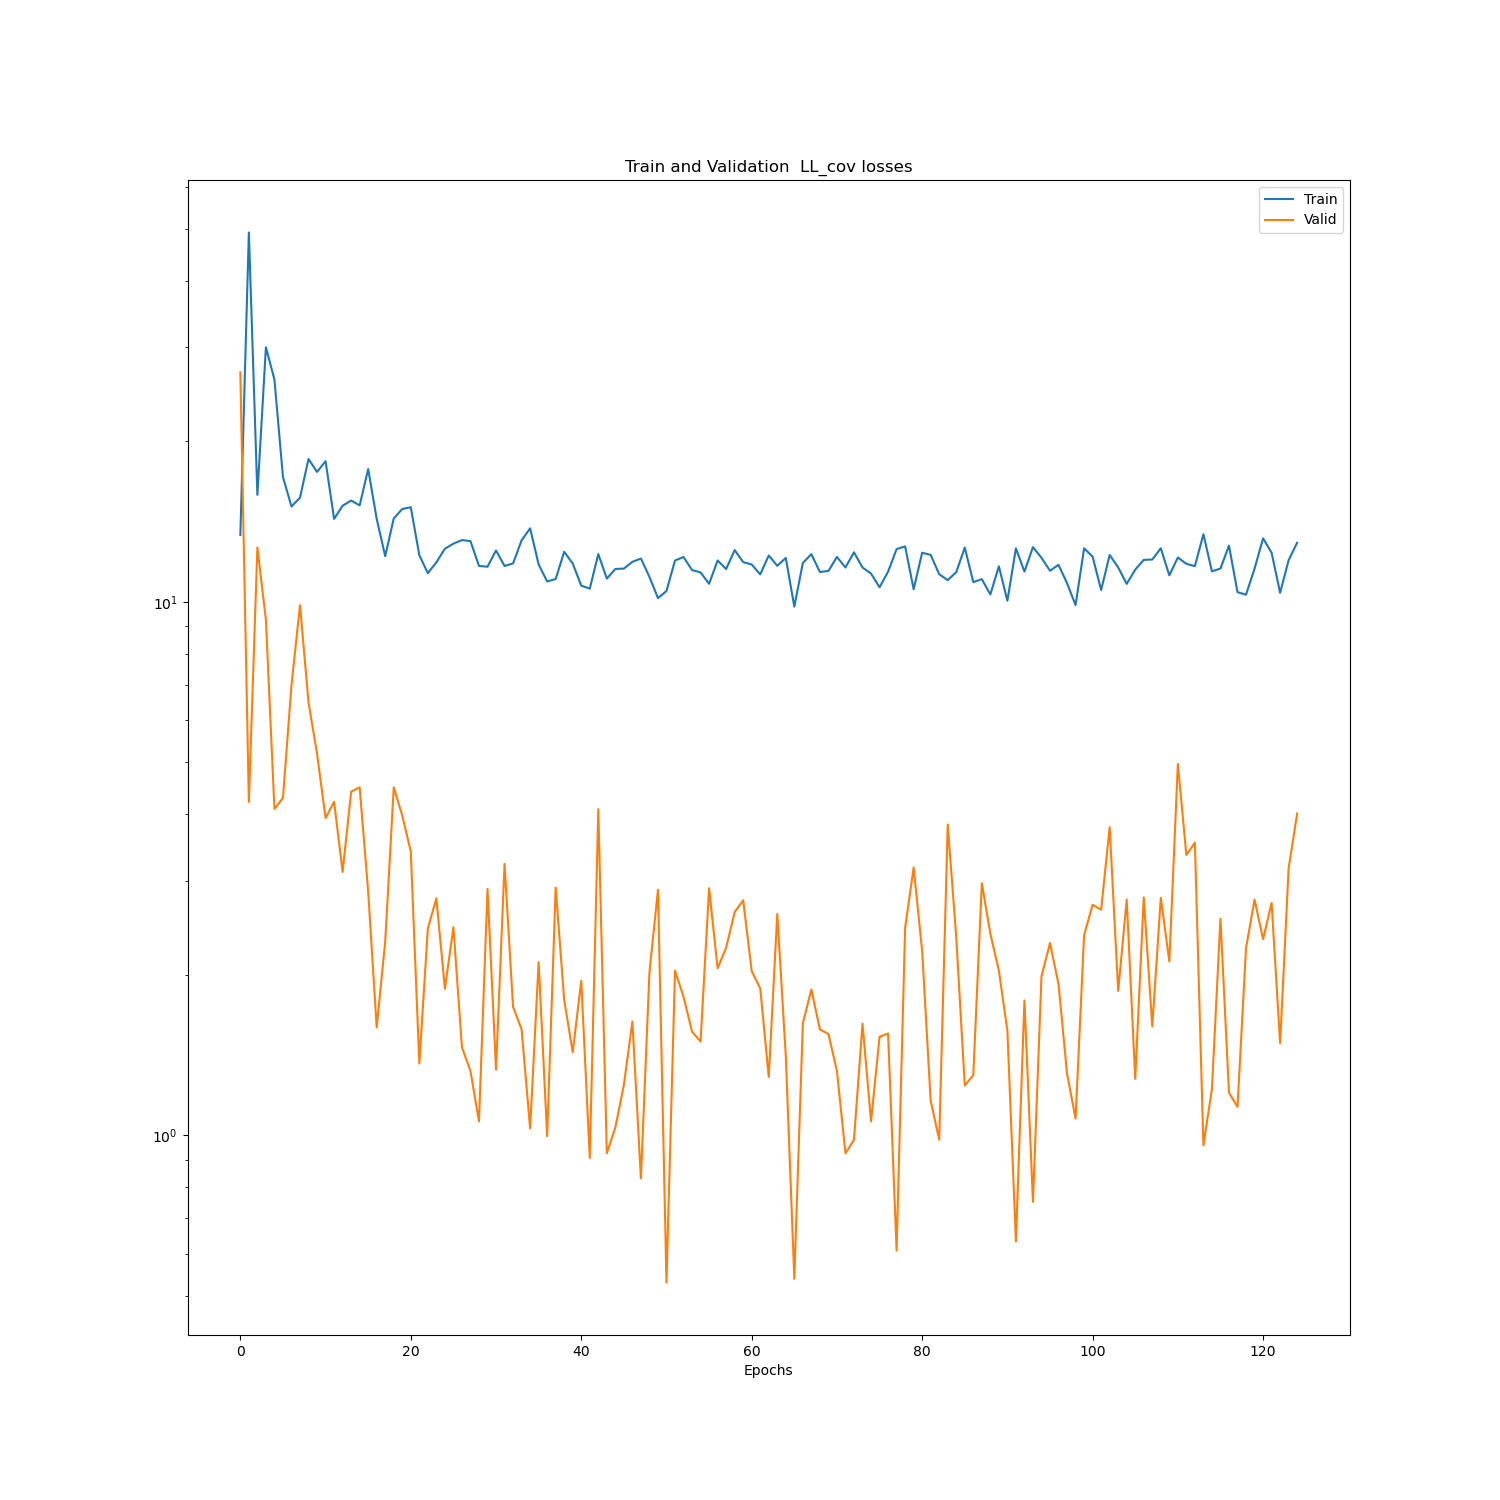 Train and Validation  LL_cov losses
Train
Valid
10¹
10⁰
0 20 40 60 80 100 120
Epochs